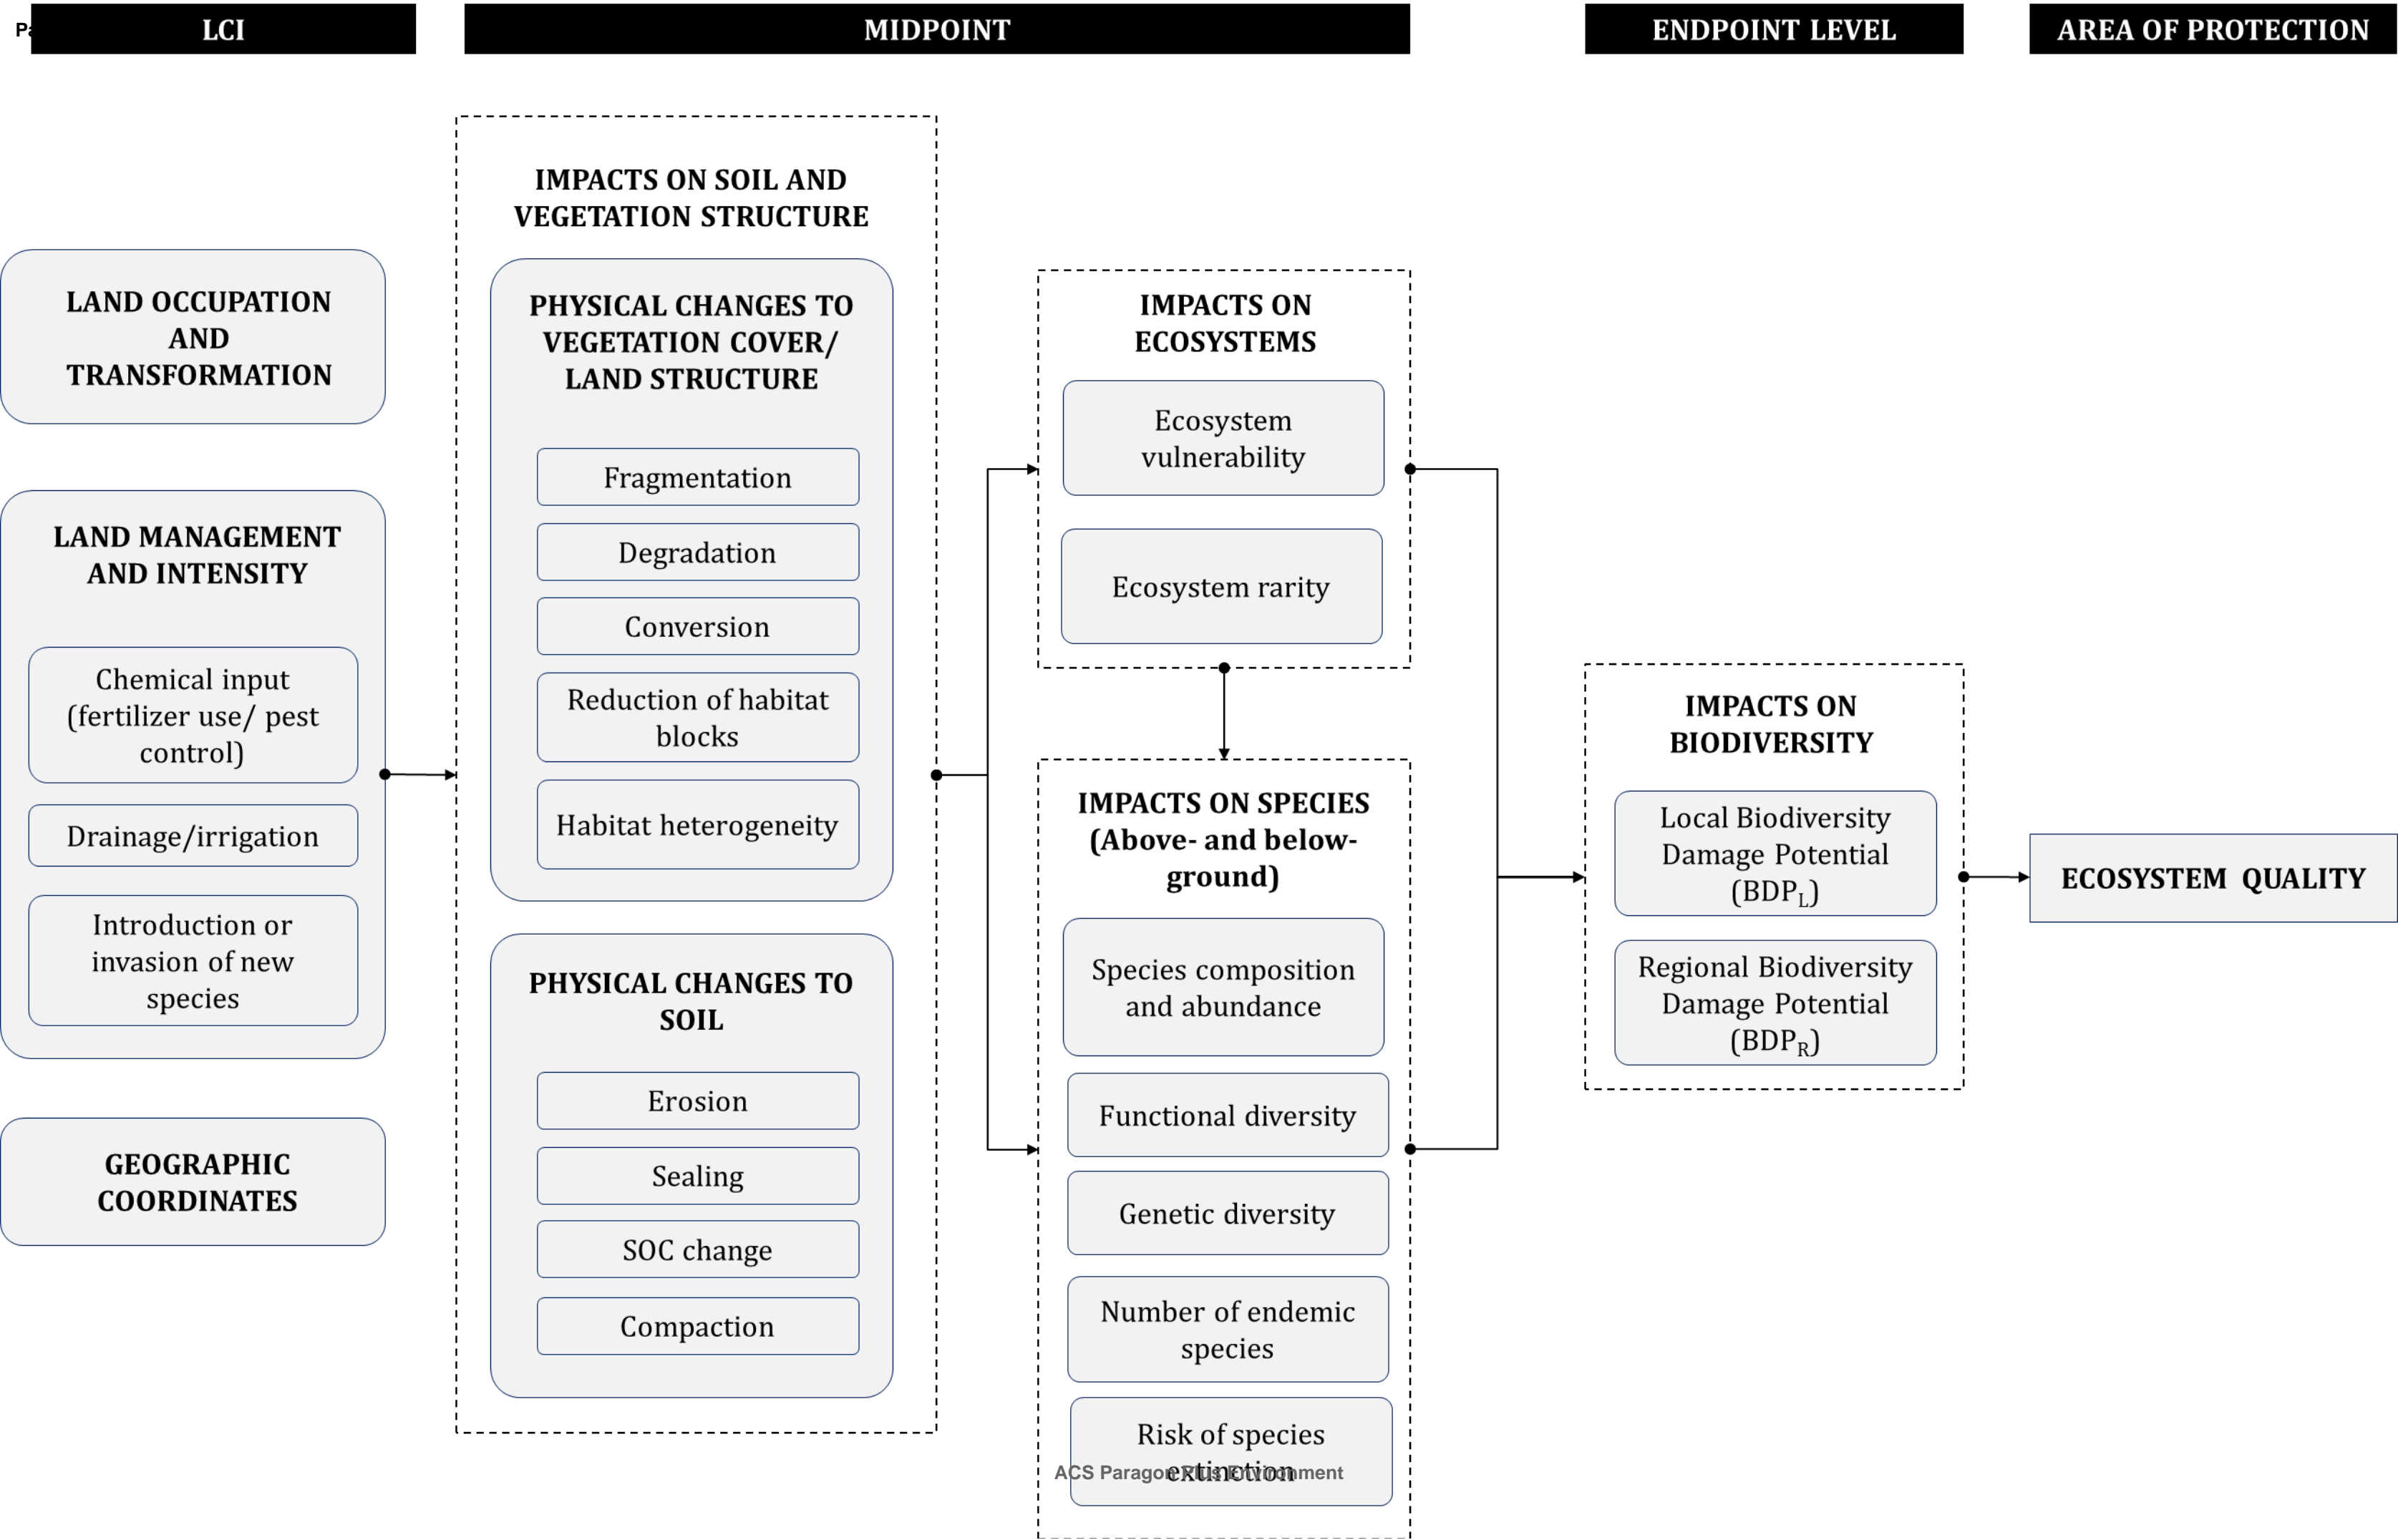 LCI
MIDPOINT
ENDPOINT LEVEL
AREA OF PROTECTION
LAND OCCUPATION
AND
TRANSFORMATION
LAND MANAGEMENT
AND INTENSITY
Chemical input
(fertilizer use/ pest
control)
Drainage/irrigation
Introduction or
invasion of new
species
GEOGRAPHIC
COORDINATES
IMPACTS ON SOIL AND
VEGETATION STRUCTURE
PHYSICAL CHANGES TO
VEGETATION COVER/
LAND STRUCTURE
Fragmentation
Degradation
Conversion
Reduction of habitat
blocks
Habitat heterogeneity
PHYSICAL CHANGES TO
SOIL
Erosion
Sealing
SOC change
Compaction
IMPACTS ON
ECOSYSTEMS
Ecosystem
vulnerability
Ecosystem rarity
IMPACTS ON SPECIES
(Above- and below-
ground)
Species composition
and abundance
Functional diversity
Genetic diversity
Number of endemic
species
Risk of species
extinction
ACS Paragon Plus Environment
IMPACTS ON
BIODIVERSITY
Local Biodiversity
Damage Potential
(BDPL)
Regional Biodiversity
Damage Potential
(BDPR)
ECOSYSTEM QUALITY